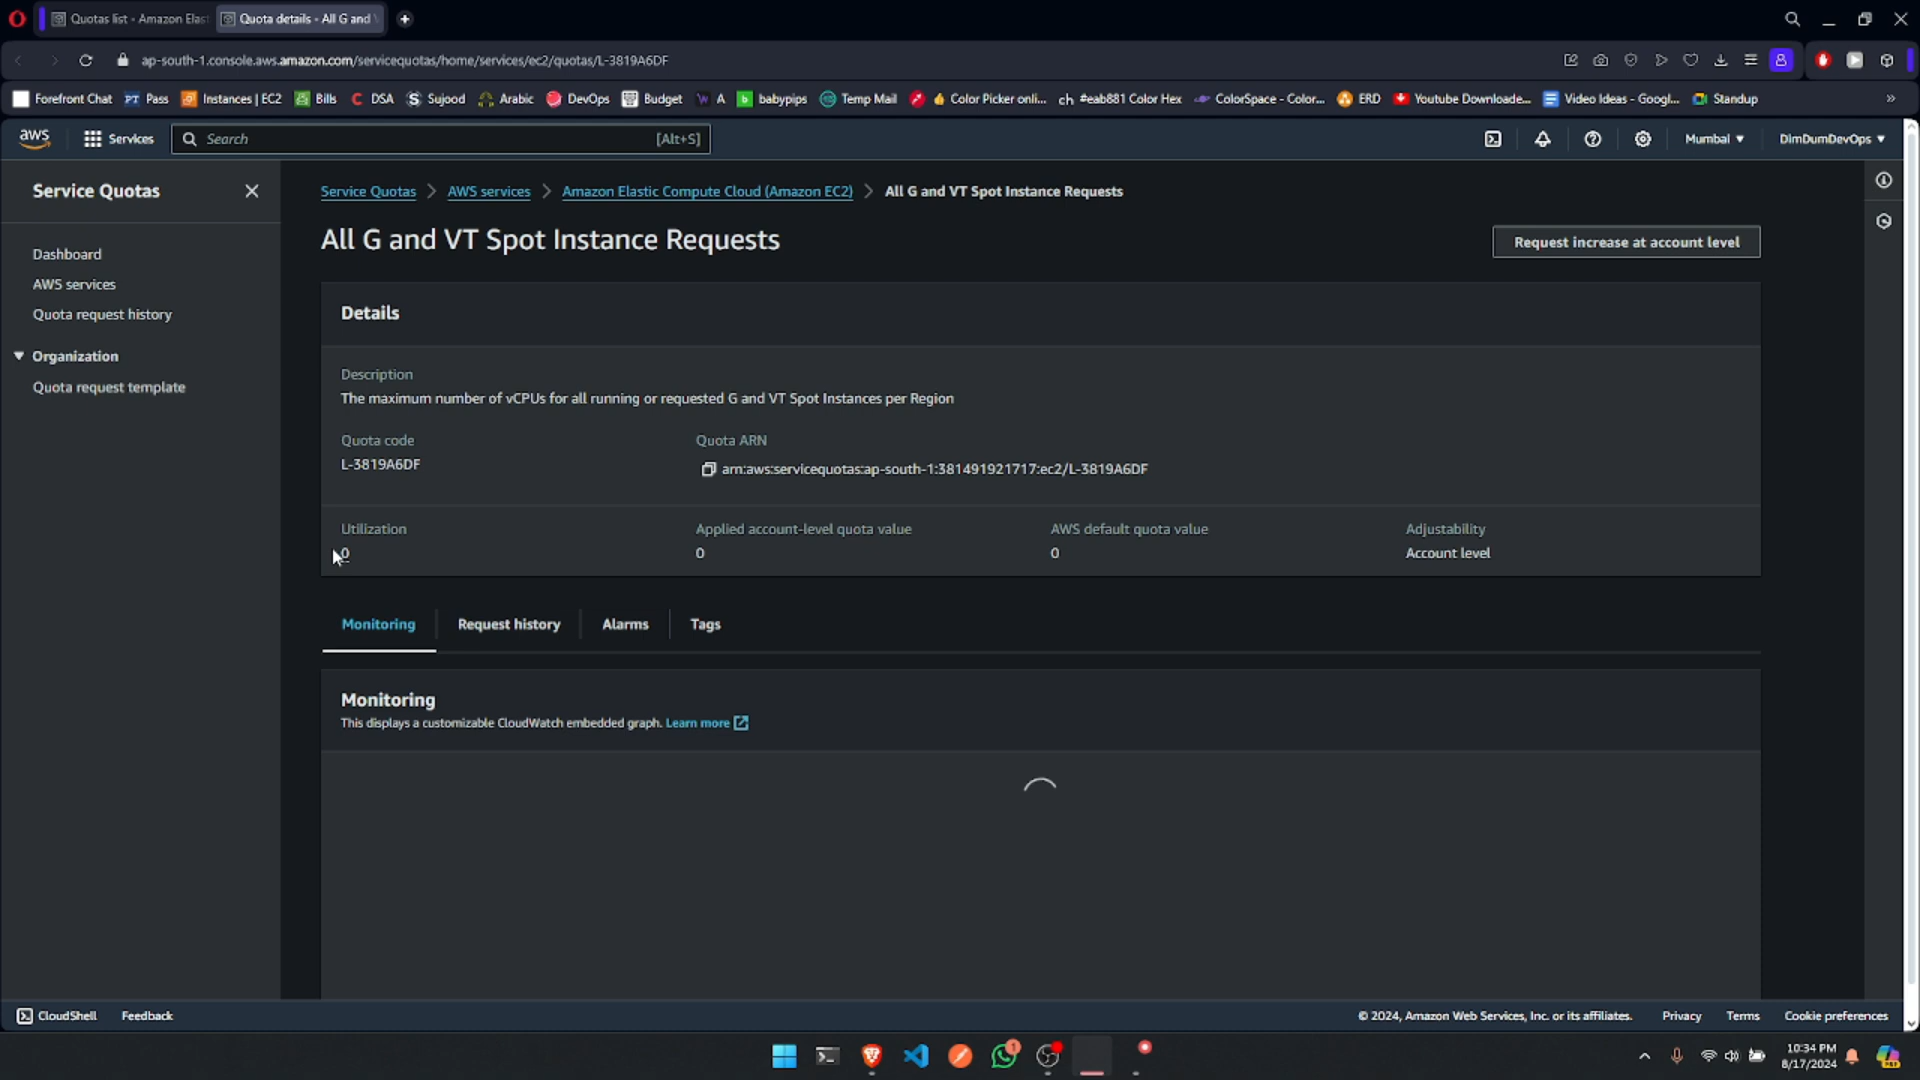 Quotas list - Amazon Elas
Quota details - All G and V
ap-south-1.console.aws.amazon.com/servicequotas/home/services/ec2/quotas/L-3819A6DF
Forefront Chat
PT Pass
Instances | EC2
Bills
DSA
Sujood
Arabic
DevOps
Budget
A
babypips
Temp Mail
Color Picker onli...
ch #eab881 Color Hex
ColorSpace - Color...
ERD
Youtube Downloade...
Video Ideas - Googl...
Standup
aws
Services
Search
[Alt+S]
Mumbai
DimDumDevOps
Service Quotas
Dashboard
AWS services
Quota request history
Organization
Quota request template
Service Quotas > AWS services > Amazon Elastic Compute Cloud (Amazon EC2) > All G and VT Spot Instance Requests
All G and VT Spot Instance Requests
Request increase at account level
Details
Description
The maximum number of vCPUs for all running or requested G and VT Spot Instances per Region
Quota code
L-3819A6DF
Quota ARN
arn:aws:servicequotas:ap-south-1:381491921717:ec2/L-3819A6DF
Utilization
0
Applied account-level quota value
0
AWS default quota value
0
Adjustability
Account level
Monitoring
Request history
Alarms
Tags
Monitoring
This displays a customizable CloudWatch embedded graph. Learn more
CloudShell
Feedback
© 2024, Amazon Web Services, Inc. or its affiliates.
Privacy
Terms
Cookie preferences
1
10:34 PM
8/17/2024